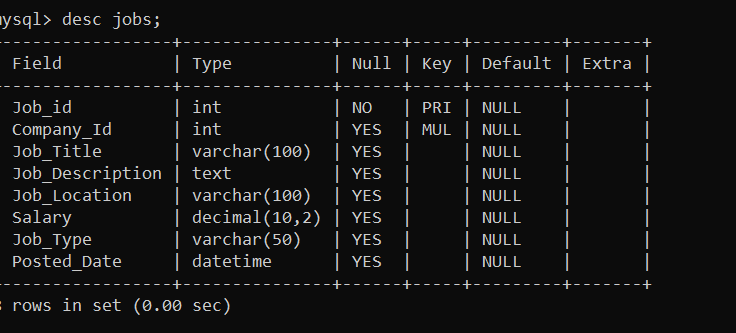 mysql> desc jobs;
-----------------+---------------+------+-----+---------+-------+
Field | Type | Null | Key | Default | Extra |
-----------------+---------------+------+-----+---------+-------+
Job_id | int | NO | PRI | NULL | |
Company_Id | int | YES | MUL | NULL | |
Job_Title | varchar(100) | YES | | NULL | |
Job_Description | text | YES | | NULL | |
Job_Location | varchar(100) | YES | | NULL | |
Salary | decimal(10,2) | YES | | NULL | |
Job_Type | varchar(50) | YES | | NULL | |
Posted_Date | datetime | YES | | NULL | |
-----------------+---------------+------+-----+---------+-------+
8 rows in set (0.00 sec)